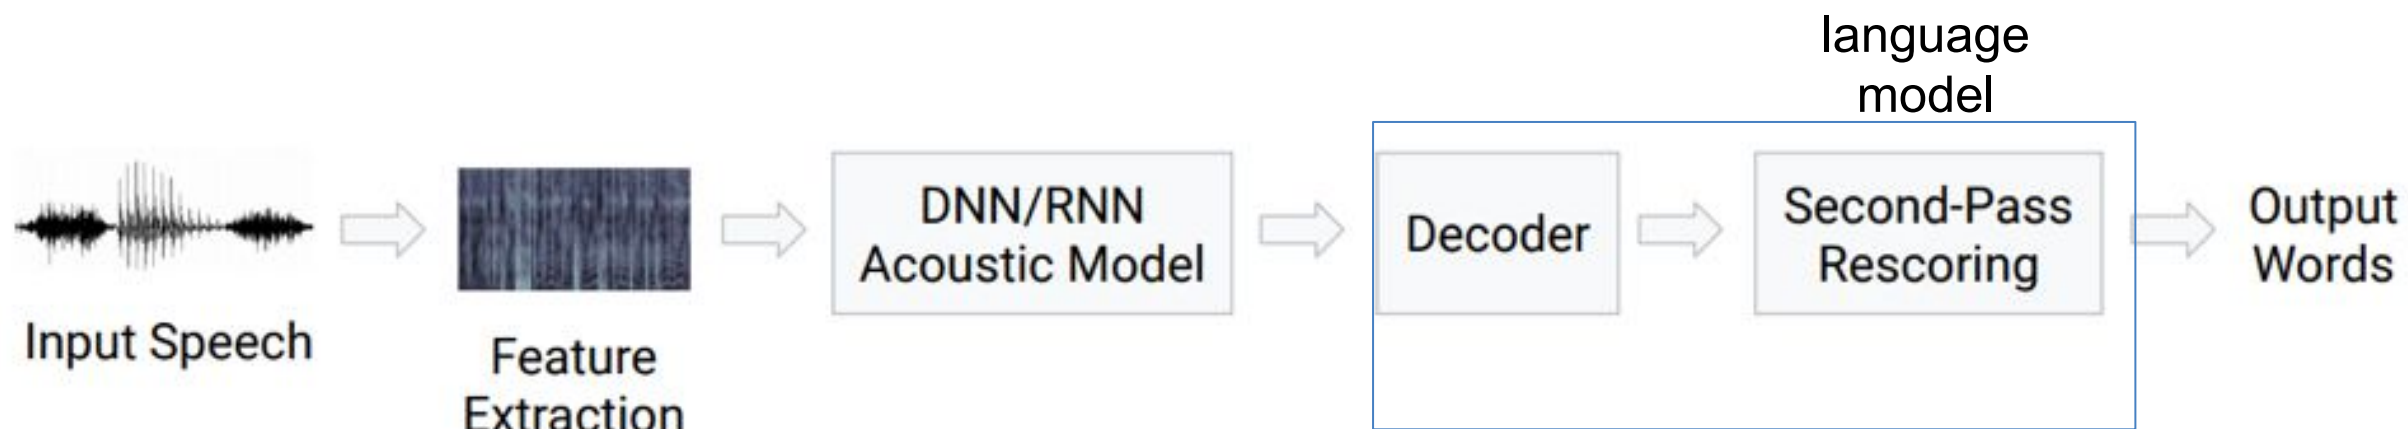 language
model
Input Speech
Feature
Extraction
DNN/RNN
Acoustic Model
Decoder
Second-Pass
Rescoring
Output
Words